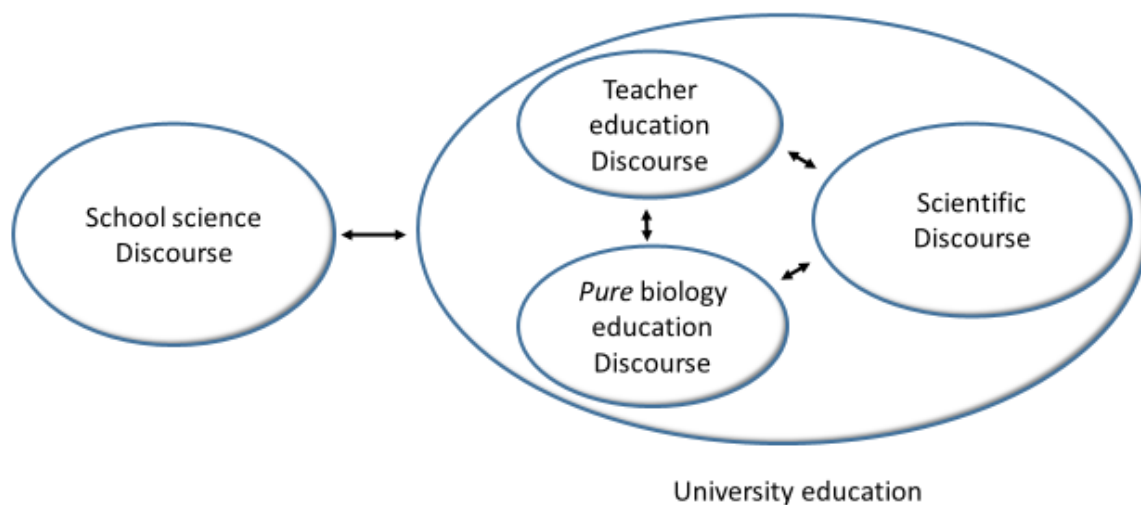 School science
Discourse
Teacher
education
Discourse
Pure biology
education
Discourse
Scientific
Discourse
University education